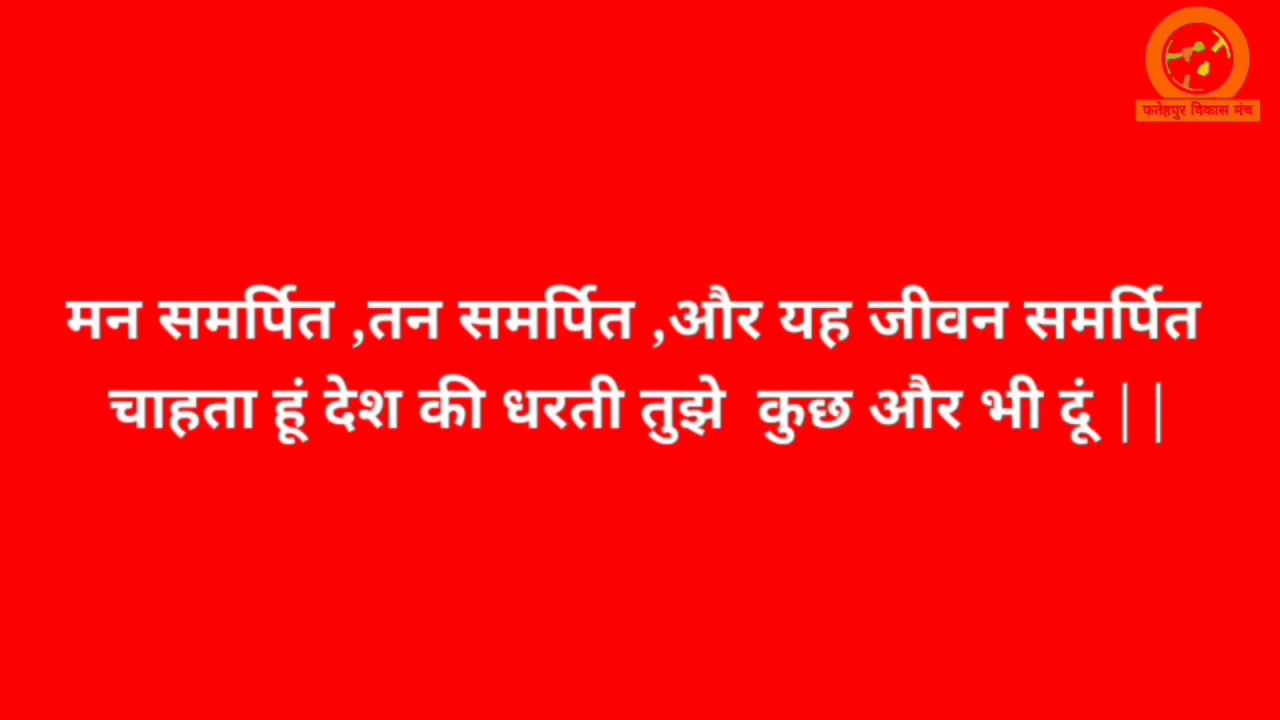 फतेहपुर विकास मंच
मन समर्पित ,तन समर्पित ,और यह जीवन समर्पित
चाहता हूं देश की धरती तुझे  कुछ और भी दूं ||